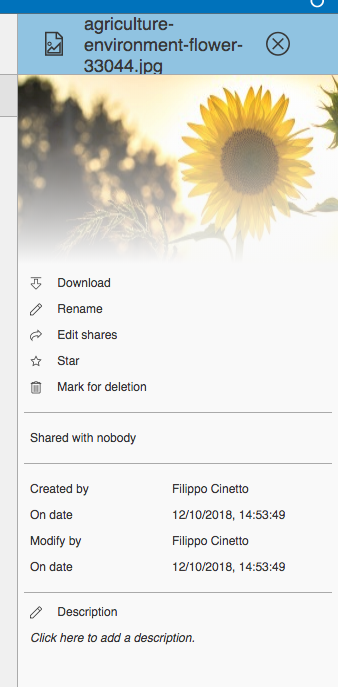 agriculture-
environment-flower-
33044.jpg
Download
Rename
Edit shares
Star
Mark for deletion
Shared with nobody
Created by Filippo Cinetto
On date 12/10/2018, 14:53:49
Modify by Filippo Cinetto
On date 12/10/2018, 14:53:49
Description
Click here to add a description.